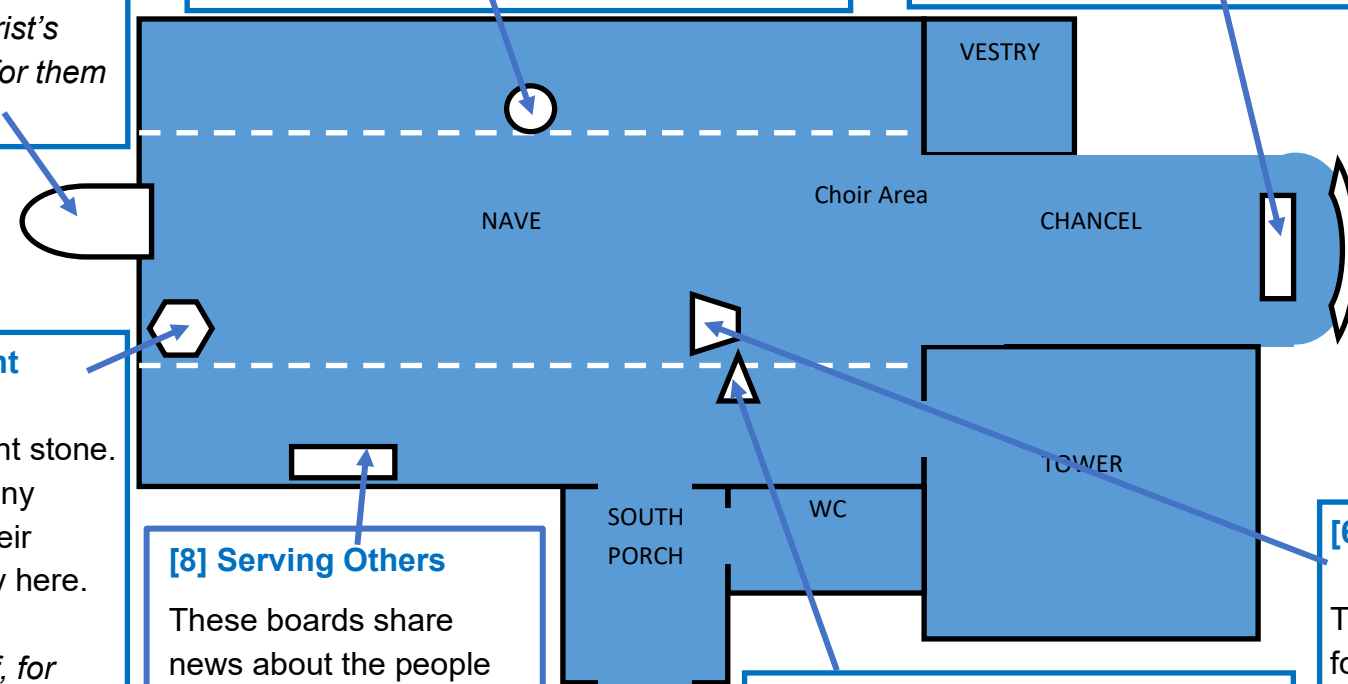 rist's
for them
VESTRY
Choir Area
NAVE
CHANCEL
nt
nt stone.
ny
eir
y here.
, for
TOWER
SOUTH
PORCH
WC
[8] Serving Others
These boards share
news about the people
[6
T
fo